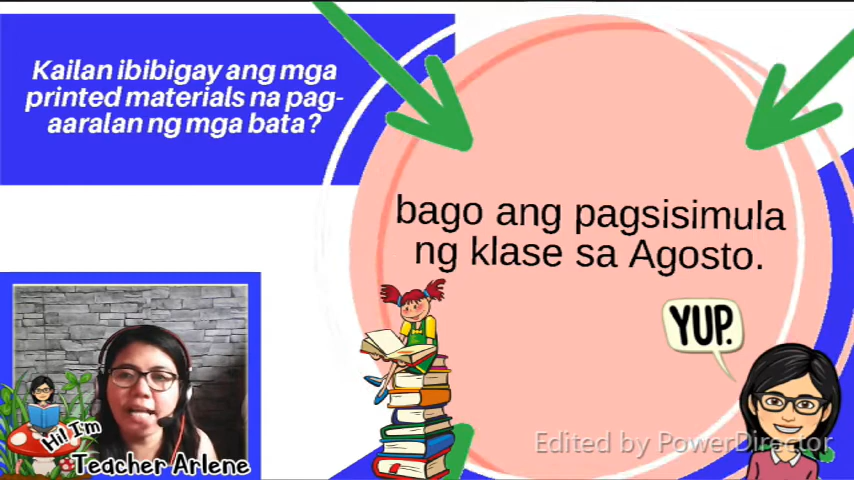 Kailan ibibigay ang mga
printed materials na pag-
aaralan ng mga bata?
bago ang pagsisimula
ng klase sa Agosto.
YUP.
Hi! I'm
Teacher Arlene
Edited by PowerDirector